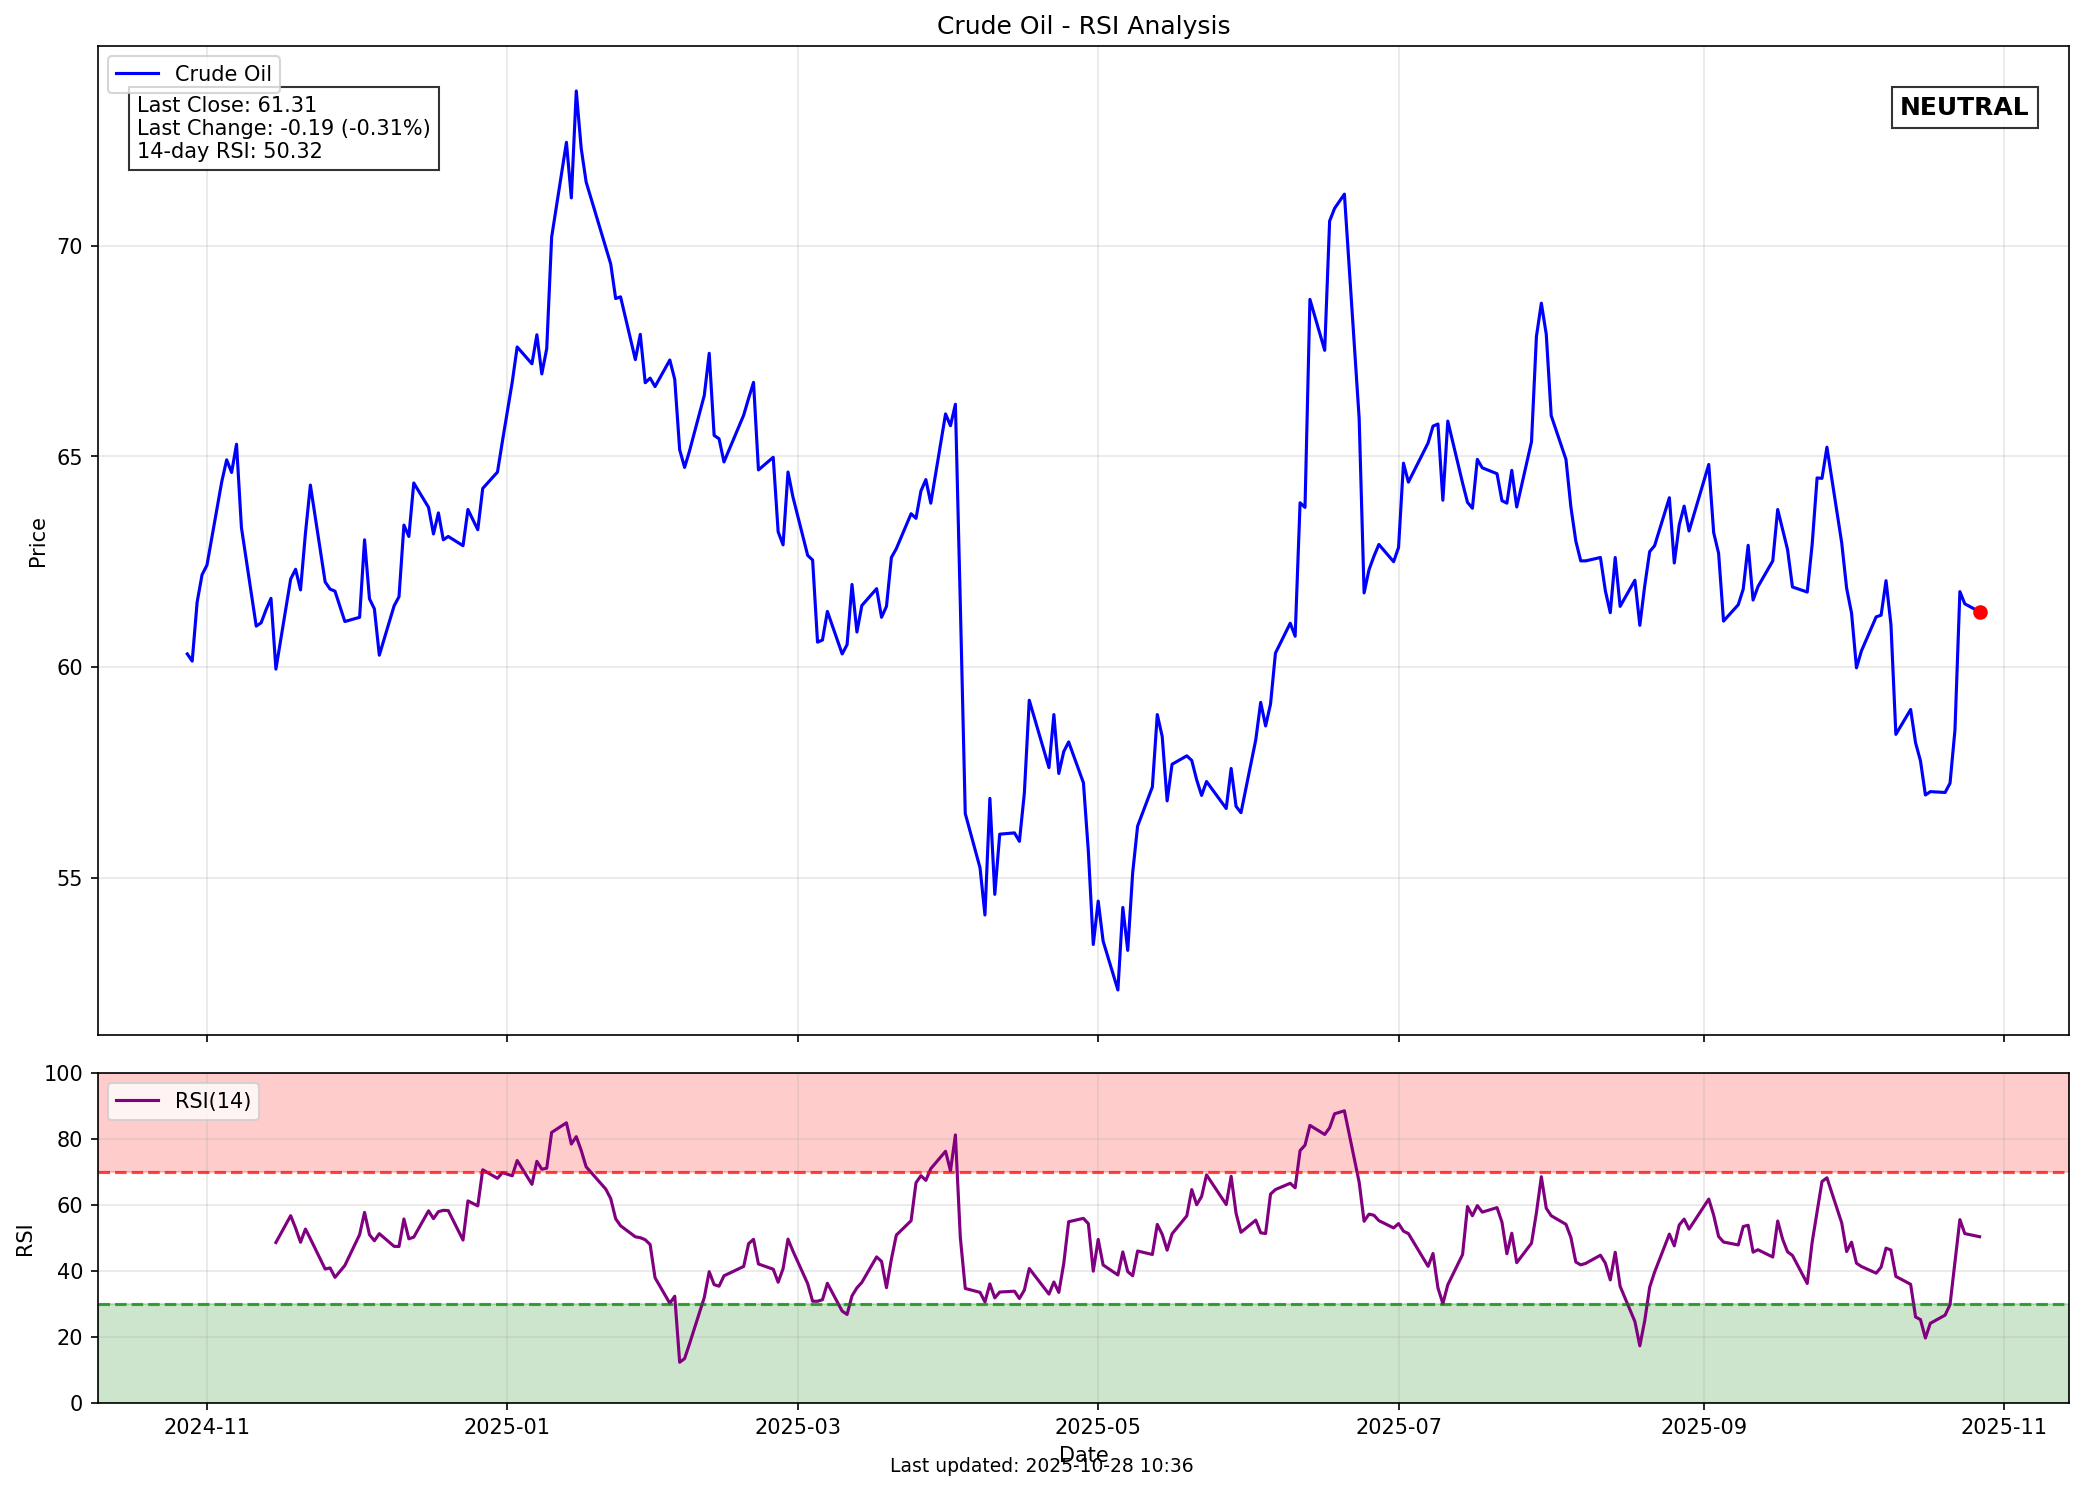 Crude Oil - RSI Analysis
Crude Oil
Last Close: 61.31
Last Change: -0.19 (-0.31%)
14-day RSI: 50.32
NEUTRAL
Price
70
65
60
55
RSI(14)
RSI
100
80
60
40
20
0
2024-11
2025-01
2025-03
2025-05
2025-07
2025-09
2025-11
Date
Last updated: 2025-10-28 10:36